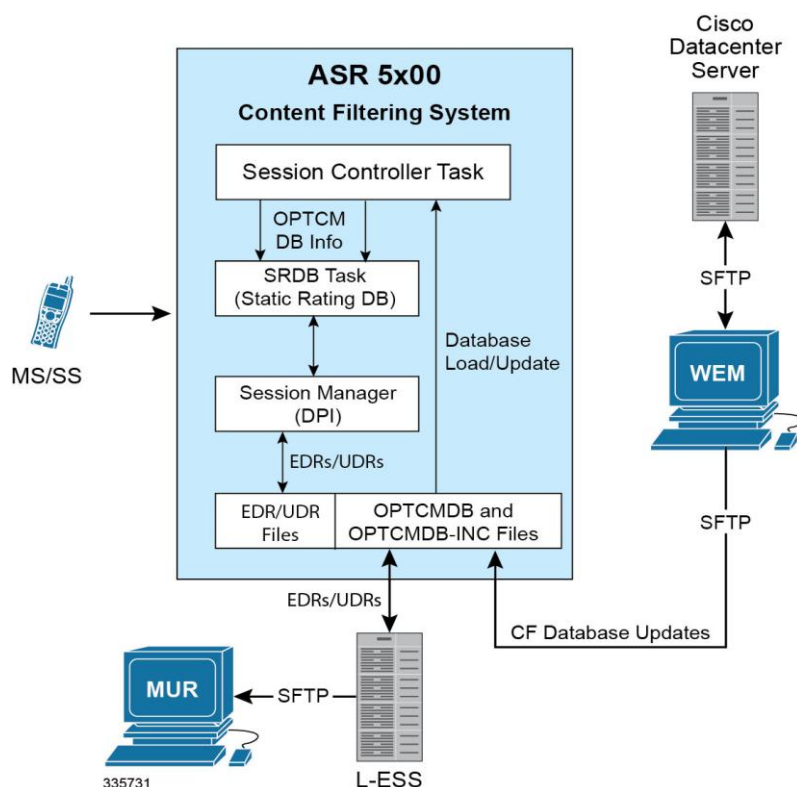 ASR 5x00
Content Filtering System
Session Controller Task
OPTCM
DB Info
SRDB Task
(Static Rating DB)
Database
Load/Update
Session Manager
(DPI)
EDRs/UDRs
EDR/UDR
Files
OPTCMDB and
OPTCMDB-INC Files
MS/SS
Cisco
Datacenter
Server
SFTP
WEM
SFTP
CF Database Updates
EDRs/UDRs
L-ESS
SFTP
MUR
335731